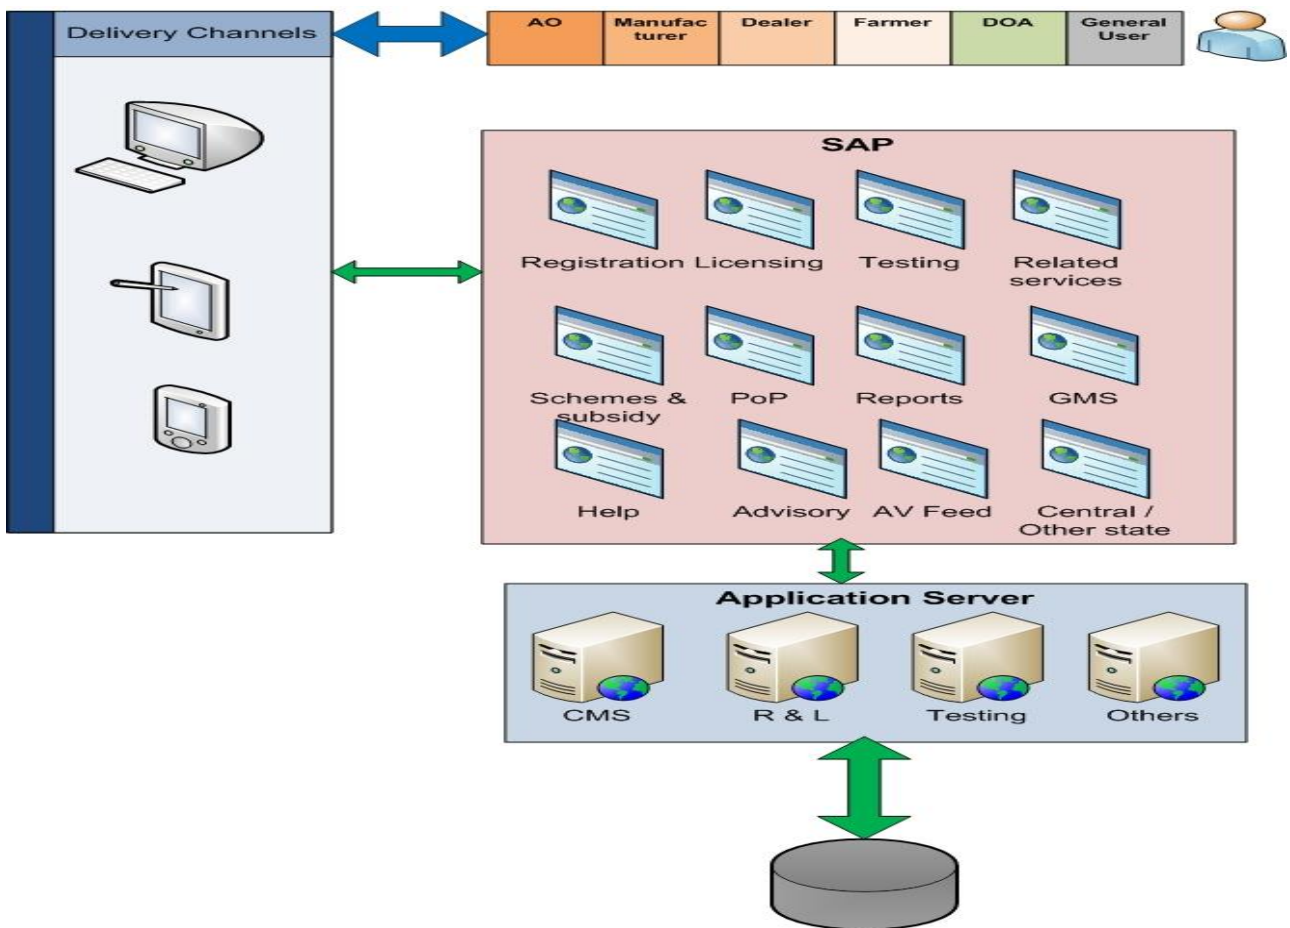 Delivery Channels
AO
Manufac
turer
Dealer
Farmer
DOA
General
User
SAP
Registration
Licensing
Testing
Related
services
Schemes &
subsidy
PoP
Reports
GMS
Help
Advisory
AV Feed
Central /
Other state
Application Server
CMS
R & L
Testing
Others